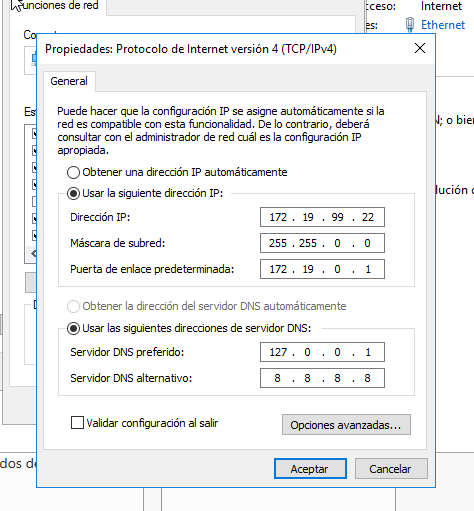 unciones de red
ceso:
Internet
es:
Ethernet
Propiedades: Protocolo de Internet versión 4 (TCP/IPv4)
General
Puede hacer que la configuración IP se asigne automáticamente si la
red es compatible con esta funcionalidad. De lo contrario, deberá
consultar con el administrador de red cuál es la configuración IP
apropiada.
Obtener una dirección IP automáticamente
Usar la siguiente dirección IP:
Dirección IP:
172 . 19 . 99 . 22
Máscara de subred:
255 . 255 . 0 . 0
Puerta de enlace predeterminada:
172 . 19 . 0 . 1
Obtener la dirección del servidor DNS automáticamente
Usar las siguientes direcciones de servidor DNS:
Servidor DNS preferido:
127 . 0 . 0 . 1
Servidor DNS alternativo:
8 . 8 . 8 . 8
Validar configuración al salir
Opciones avanzadas...
Aceptar
Cancelar
N; o bien
lución d
dos de